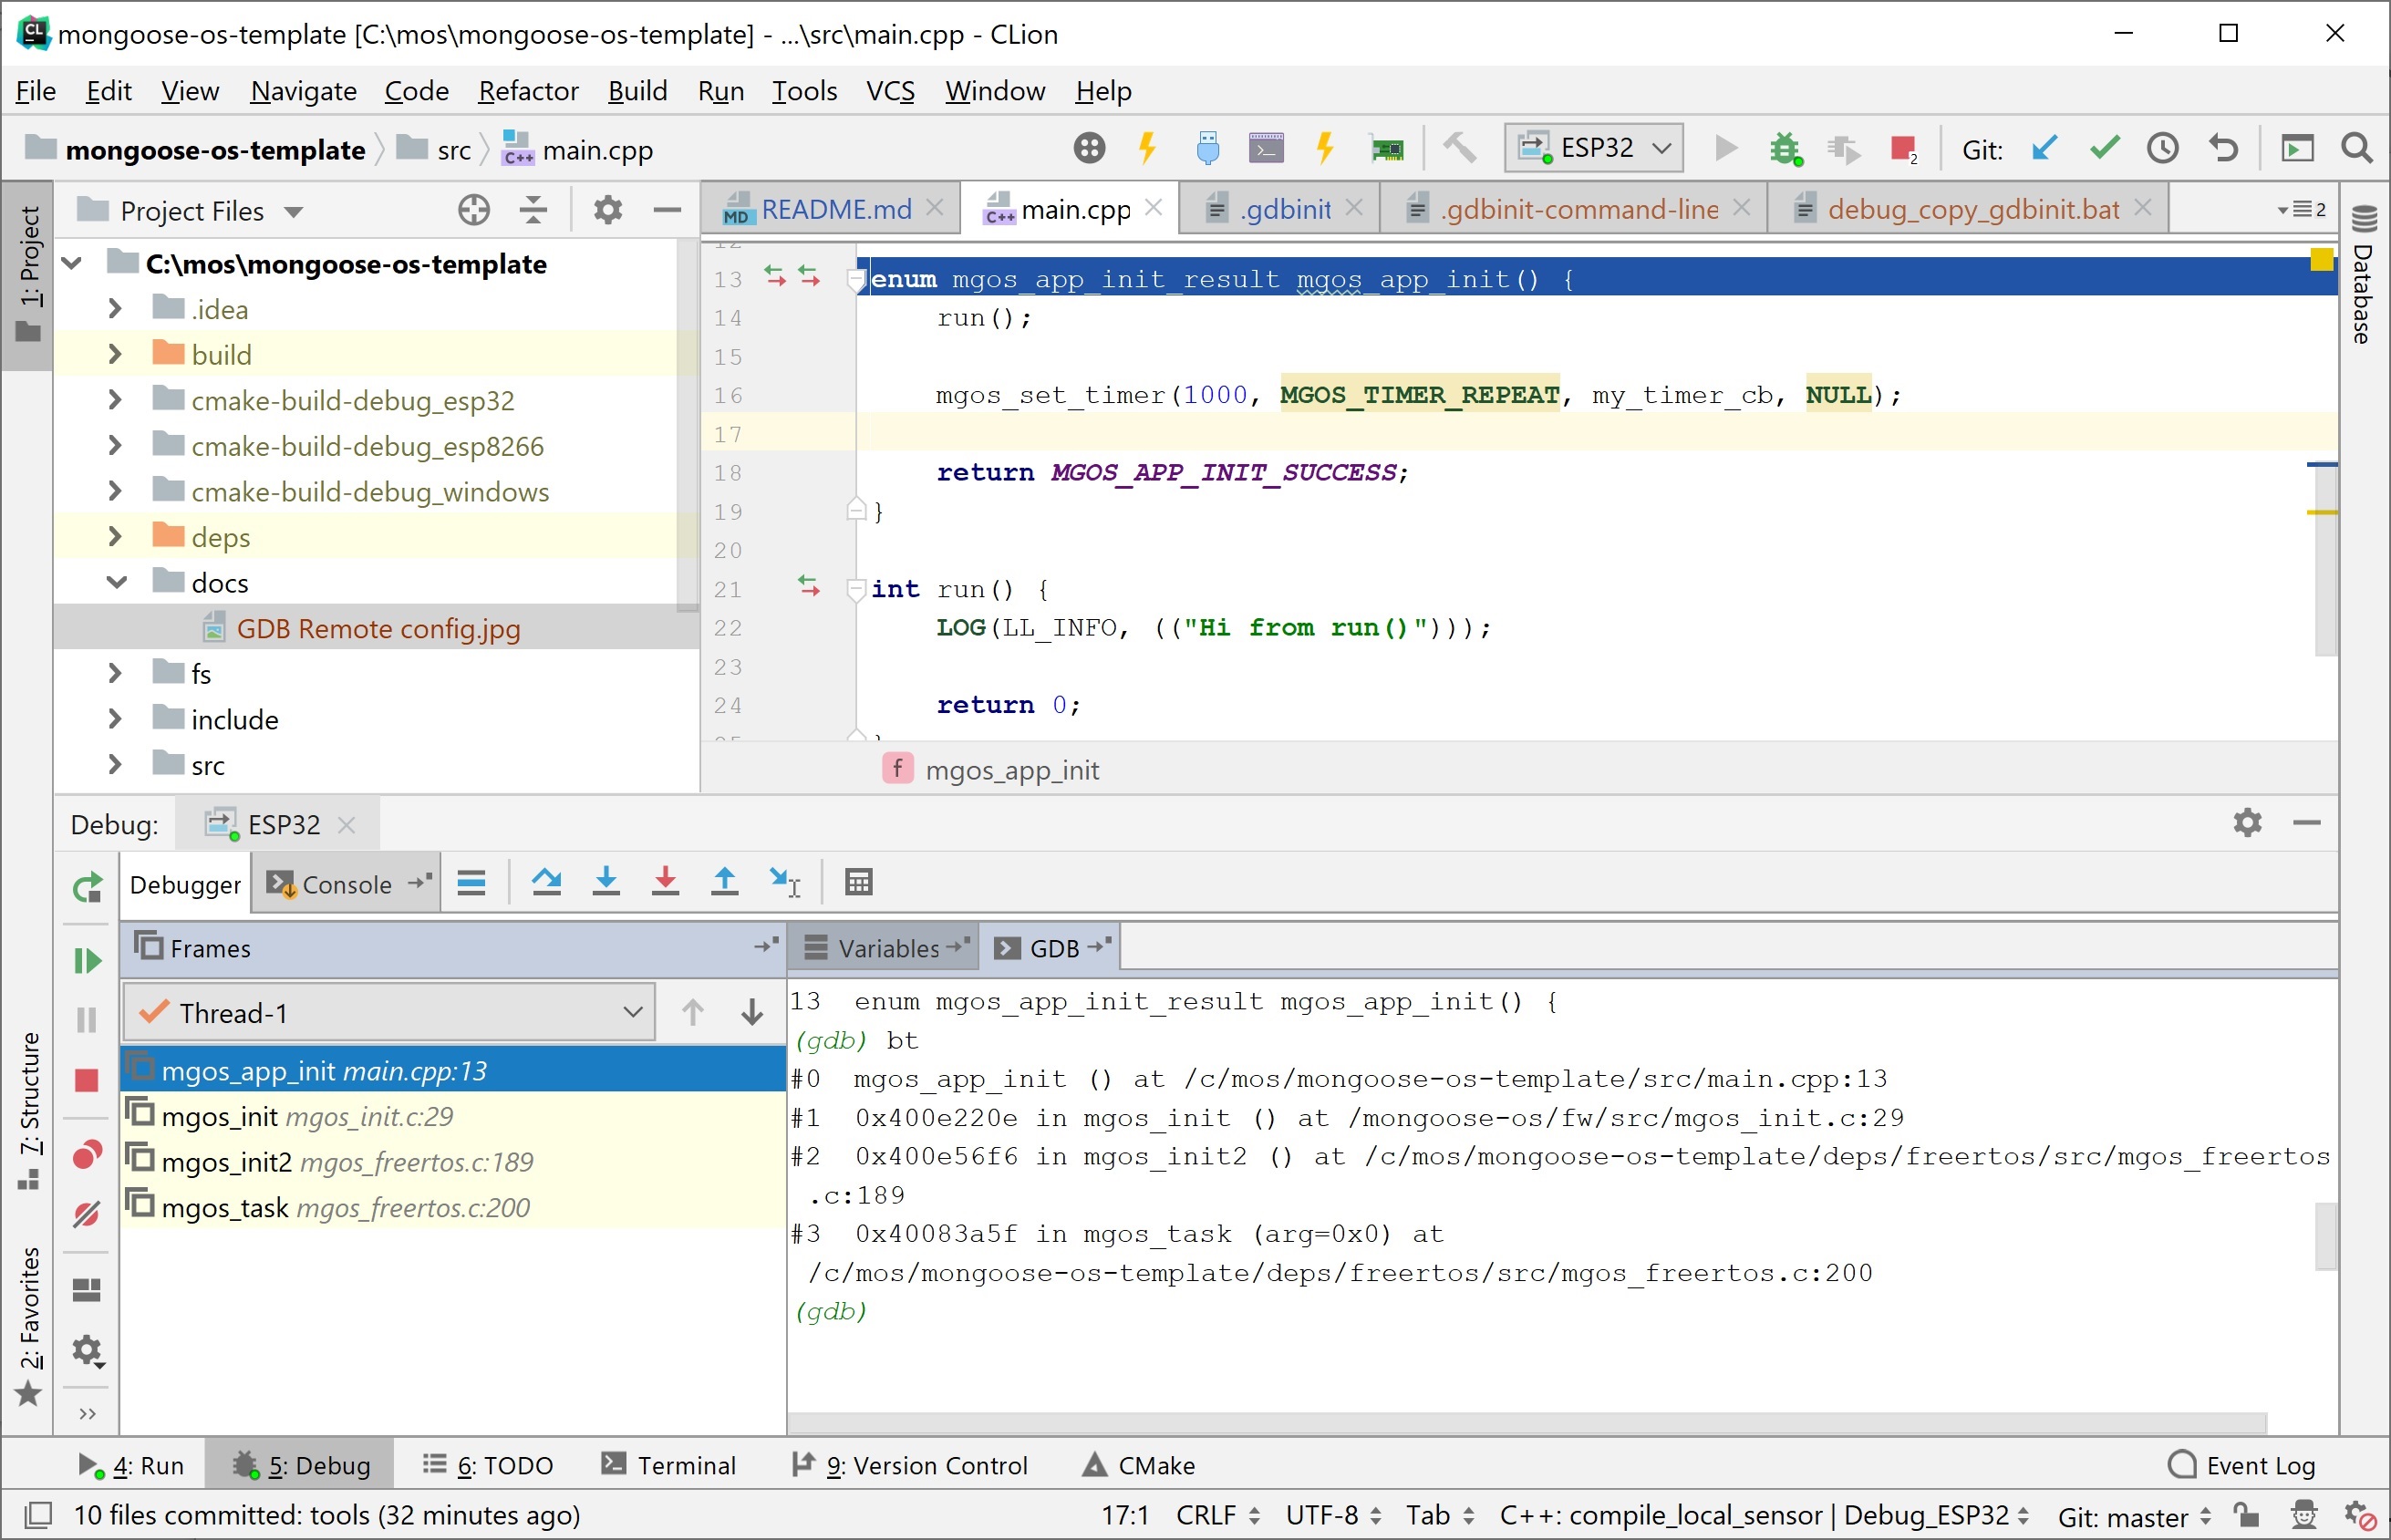 mongoose-os-template [C:\mos\mongoose-os-template] - ...\src\main.cpp - CLion
File Edit View Navigate Code Refactor Build Run Tools VCS Window Help
mongoose-os-template src main.cpp ESP32 2 Git:
1: Project
Project Files
README.md main.cpp .gdbinit .gdbinit-command-line debug_copy_gdbinit.bat 2
Database
C:\mos\mongoose-os-template
.idea
build
cmake-build-debug_esp32
cmake-build-debug_esp8266
cmake-build-debug_windows
deps
docs
GDB Remote config.jpg
fs
include
src
13 enum mgos_app_init_result mgos_app_init() {
14 run();
15
16 mgos_set_timer(1000, MGOS_TIMER_REPEAT, my_timer_cb, NULL);
17
18 return MGOS_APP_INIT_SUCCESS;
19 }
20
21 int run() {
22 LOG(LL_INFO, (("Hi from run()")));
23
24 return 0;
f mgos_app_init
Debug: ESP32
Debugger Console
Frames
Variables GDB
Thread-1
mgos_app_init main.cpp:13
mgos_init mgos_init.c:29
mgos_init2 mgos_freertos.c:189
mgos_task mgos_freertos.c:200
13 enum mgos_app_init_result mgos_app_init() {
(gdb) bt
#0 mgos_app_init () at /c/mos/mongoose-os-template/src/main.cpp:13
#1 0x400e220e in mgos_init () at /mongoose-os/fw/src/mgos_init.c:29
#2 0x400e56f6 in mgos_init2 () at /c/mos/mongoose-os-template/deps/freertos/src/mgos_freertos
.c:189
#3 0x40083a5f in mgos_task (arg=0x0) at
/c/mos/mongoose-os-template/deps/freertos/src/mgos_freertos.c:200
(gdb)
7: Structure
2: Favorites
4: Run 5: Debug 6: TODO Terminal 9: Version Control CMake Event Log
10 files committed: tools (32 minutes ago) 17:1 CRLF UTF-8 Tab C++: compile_local_sensor | Debug_ESP32 Git: master